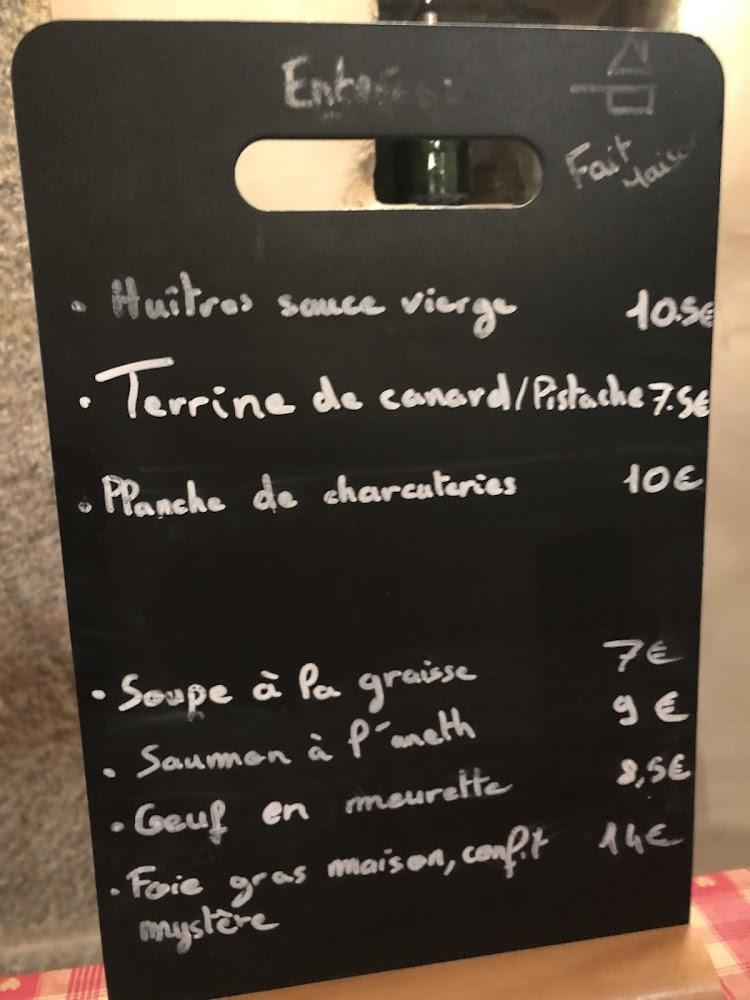 Fait
Maison
• Huîtres sauce vierge 10.5€
• Terrine de canard/Pistache 7.5€
• Planche de charcuteries 10€
• Soupe à la graisse 7€
• Saumon à l'aneth 9€
• Oeuf en meurette 8,5€
• Foie gras maison, confit 14€
mystère